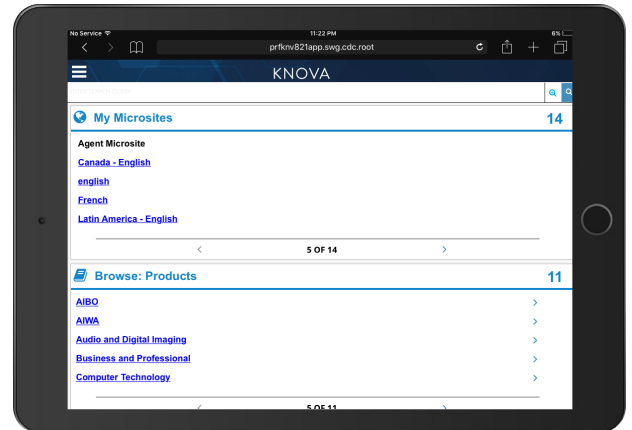 No Service 11:22 PM 6%
prfknv821app.swg.cdc.root
KNOVA
My Microsites 14
Agent Microsite
Canada - English
english
French
Latin America - English
< 5 OF 14 >
Browse: Products 11
AIBO >
AIWA >
Audio and Digital Imaging >
Business and Professional >
Computer Technology >
< 5 OF 11 >